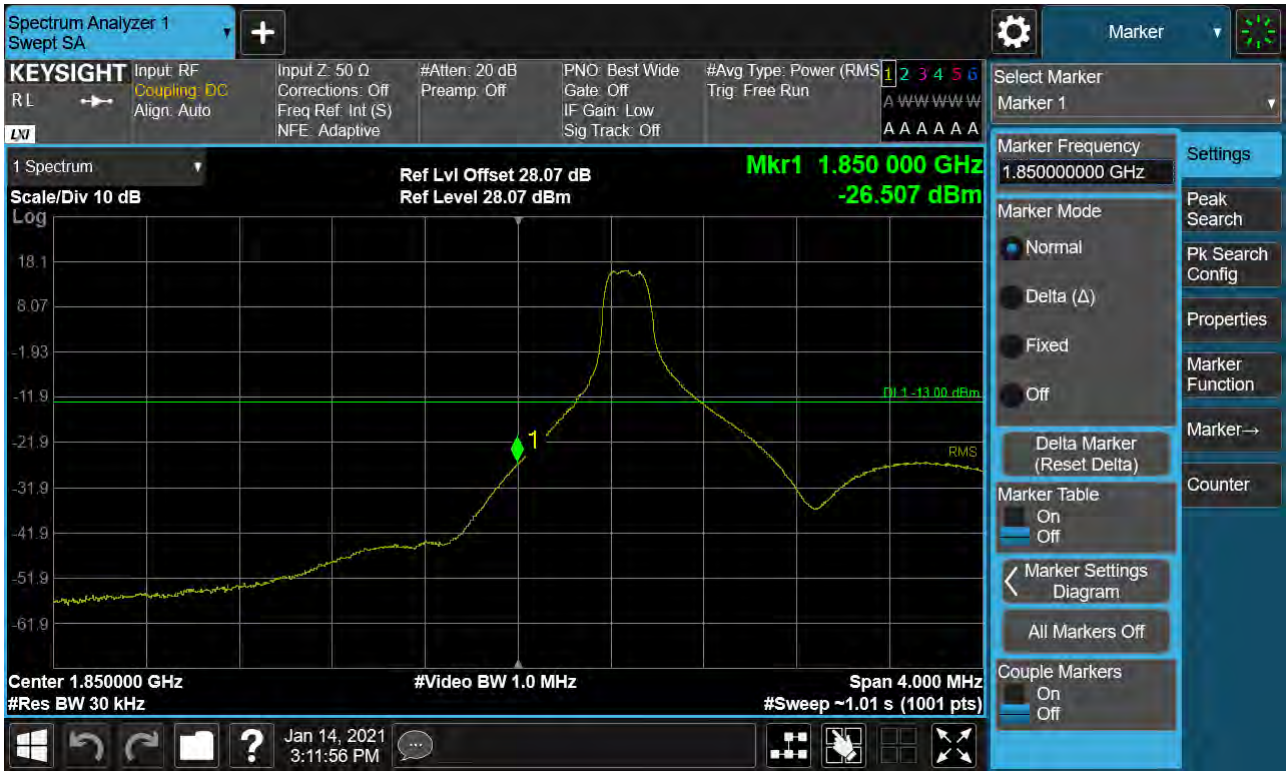 Spectrum Analyzer 1
Swept SA
+
Marker
KEYSIGHT
R L
LXI
Input: RF
Coupling: DC
Align: Auto
Input Z: 50 Ω
Corrections: Off
Freq Ref: Int (S)
NFE: Adaptive
#Atten: 20 dB
Preamp: Off
PNO: Best Wide
Gate: Off
IF Gain: Low
Sig Track: Off
#Avg Type: Power (RMS
Trig: Free Run
1 2 3 4 5 6
A W W W W W
A A A A A A
Select Marker
Marker 1
1 Spectrum
Scale/Div 10 dB
Log
Ref Lvl Offset 28.07 dB
Ref Level 28.07 dBm
Mkr1 1.850 000 GHz
-26.507 dBm
18.1
8.07
-1.93
-11.9
-21.9
-31.9
-41.9
-51.9
-61.9
DL1 -13.00 dBm
1
RMS
Center 1.850000 GHz
#Res BW 30 kHz
#Video BW 1.0 MHz
Span 4.000 MHz
#Sweep ~1.01 s (1001 pts)
Marker Frequency
1.850000000 GHz
Marker Mode
Normal
Delta (Δ)
Fixed
Off
Delta Marker
(Reset Delta)
Marker Table
On
Off
Marker Settings
Diagram
All Markers Off
Couple Markers
On
Off
Settings
Peak
Search
Pk Search
Config
Properties
Marker
Function
Marker→
Counter
?
Jan 14, 2021
3:11:56 PM